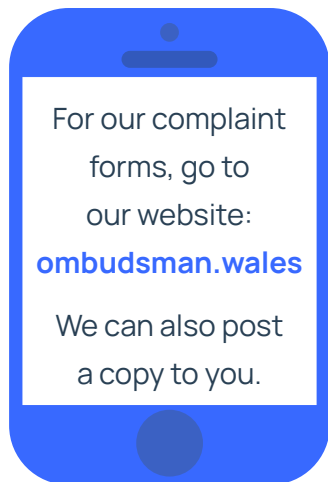 For our complaint
forms, go to
our website:
ombudsman.wales
We can also post
a copy to you.